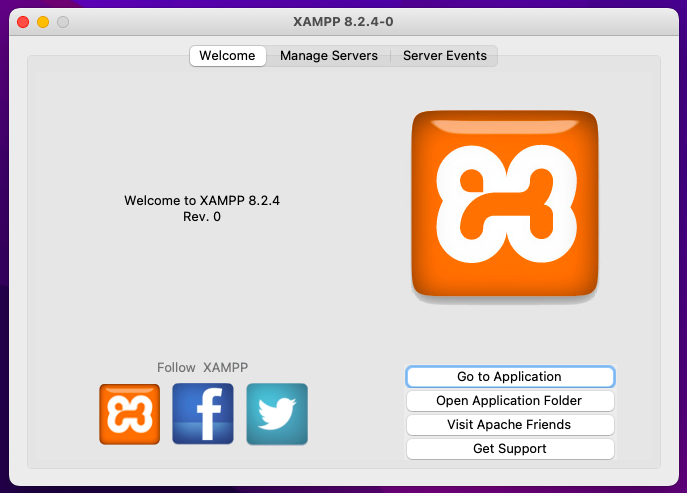 XAMPP 8.2.4-0
Welcome
Manage Servers
Server Events
Welcome to XAMPP 8.2.4
Rev. 0
Follow XAMPP
Go to Application
Open Application Folder
Visit Apache Friends
Get Support